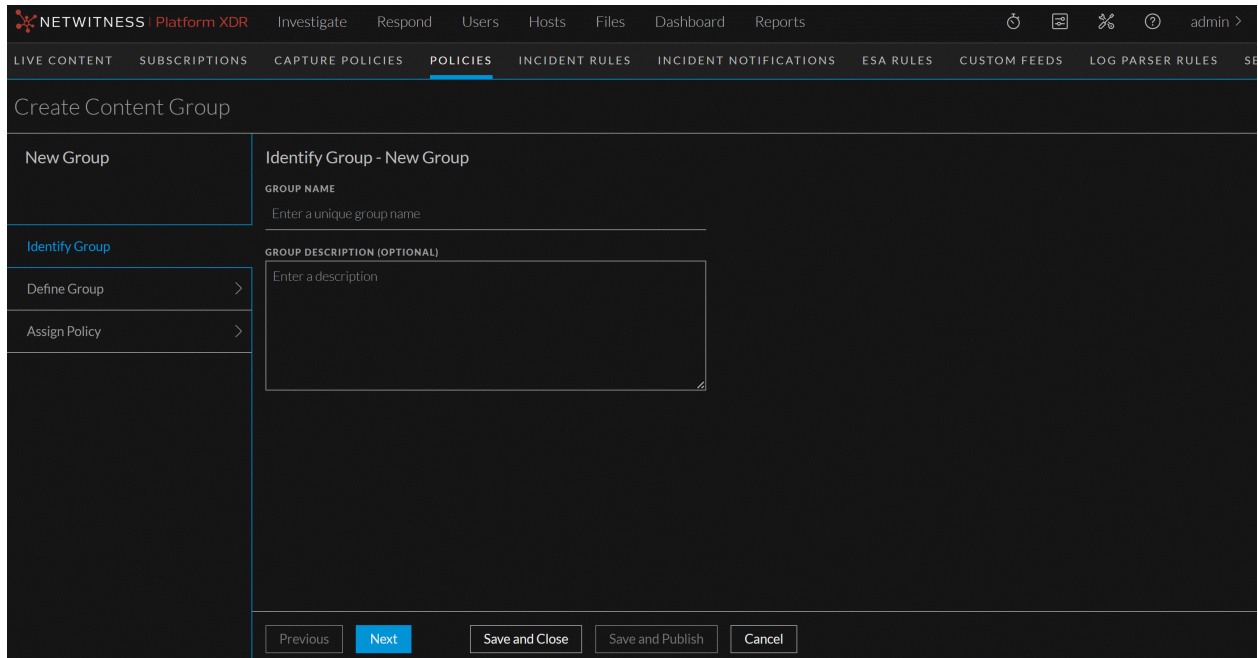 NETWITNESS Platform XDR Investigate Respond Users Hosts Files Dashboard Reports admin >
LIVE CONTENT SUBSCRIPTIONS CAPTURE POLICIES POLICIES INCIDENT RULES INCIDENT NOTIFICATIONS ESA RULES CUSTOM FEEDS LOG PARSER RULES SE
Create Content Group
New Group
Identify Group
Define Group
Assign Policy
Identify Group - New Group
GROUP NAME
Enter a unique group name
GROUP DESCRIPTION (OPTIONAL)
Enter a description
Previous Next Save and Close Save and Publish Cancel